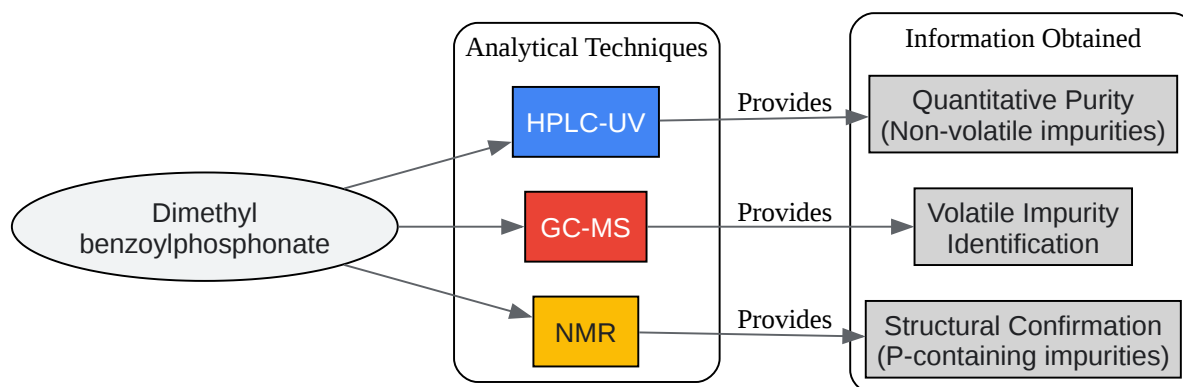 Analytical Techniques
Information Obtained
Dimethyl
benzoylphosphonate
HPLC-UV
Provides
Quantitative Purity
(Non-volatile impurities)
GC-MS
Provides
Volatile Impurity
Identification
NMR
Provides
Structural Confirmation
(P-containing impurities)